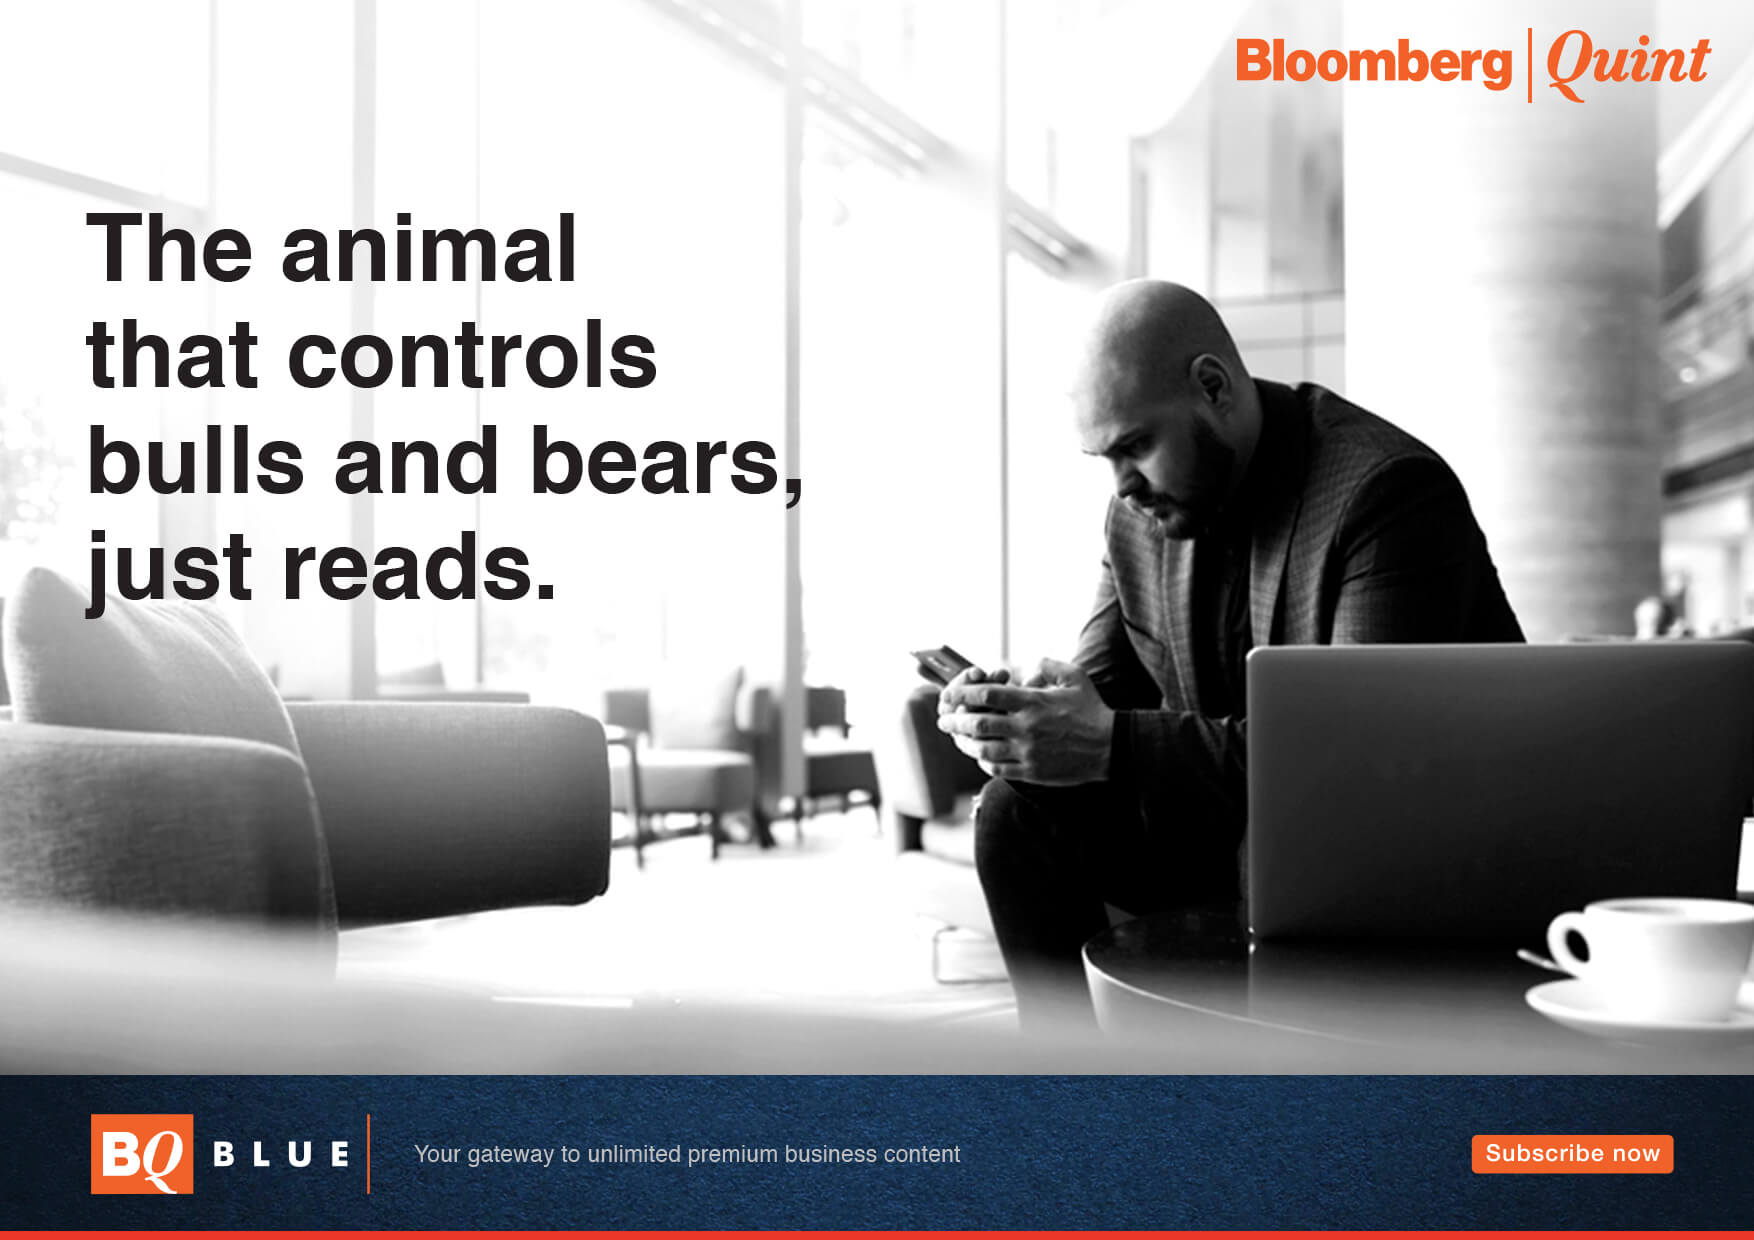 Bloomberg | Quint
The animal
that controls
bulls and bears,
just reads.
BQ BLUE
Your gateway to unlimited premium business content
Subscribe now